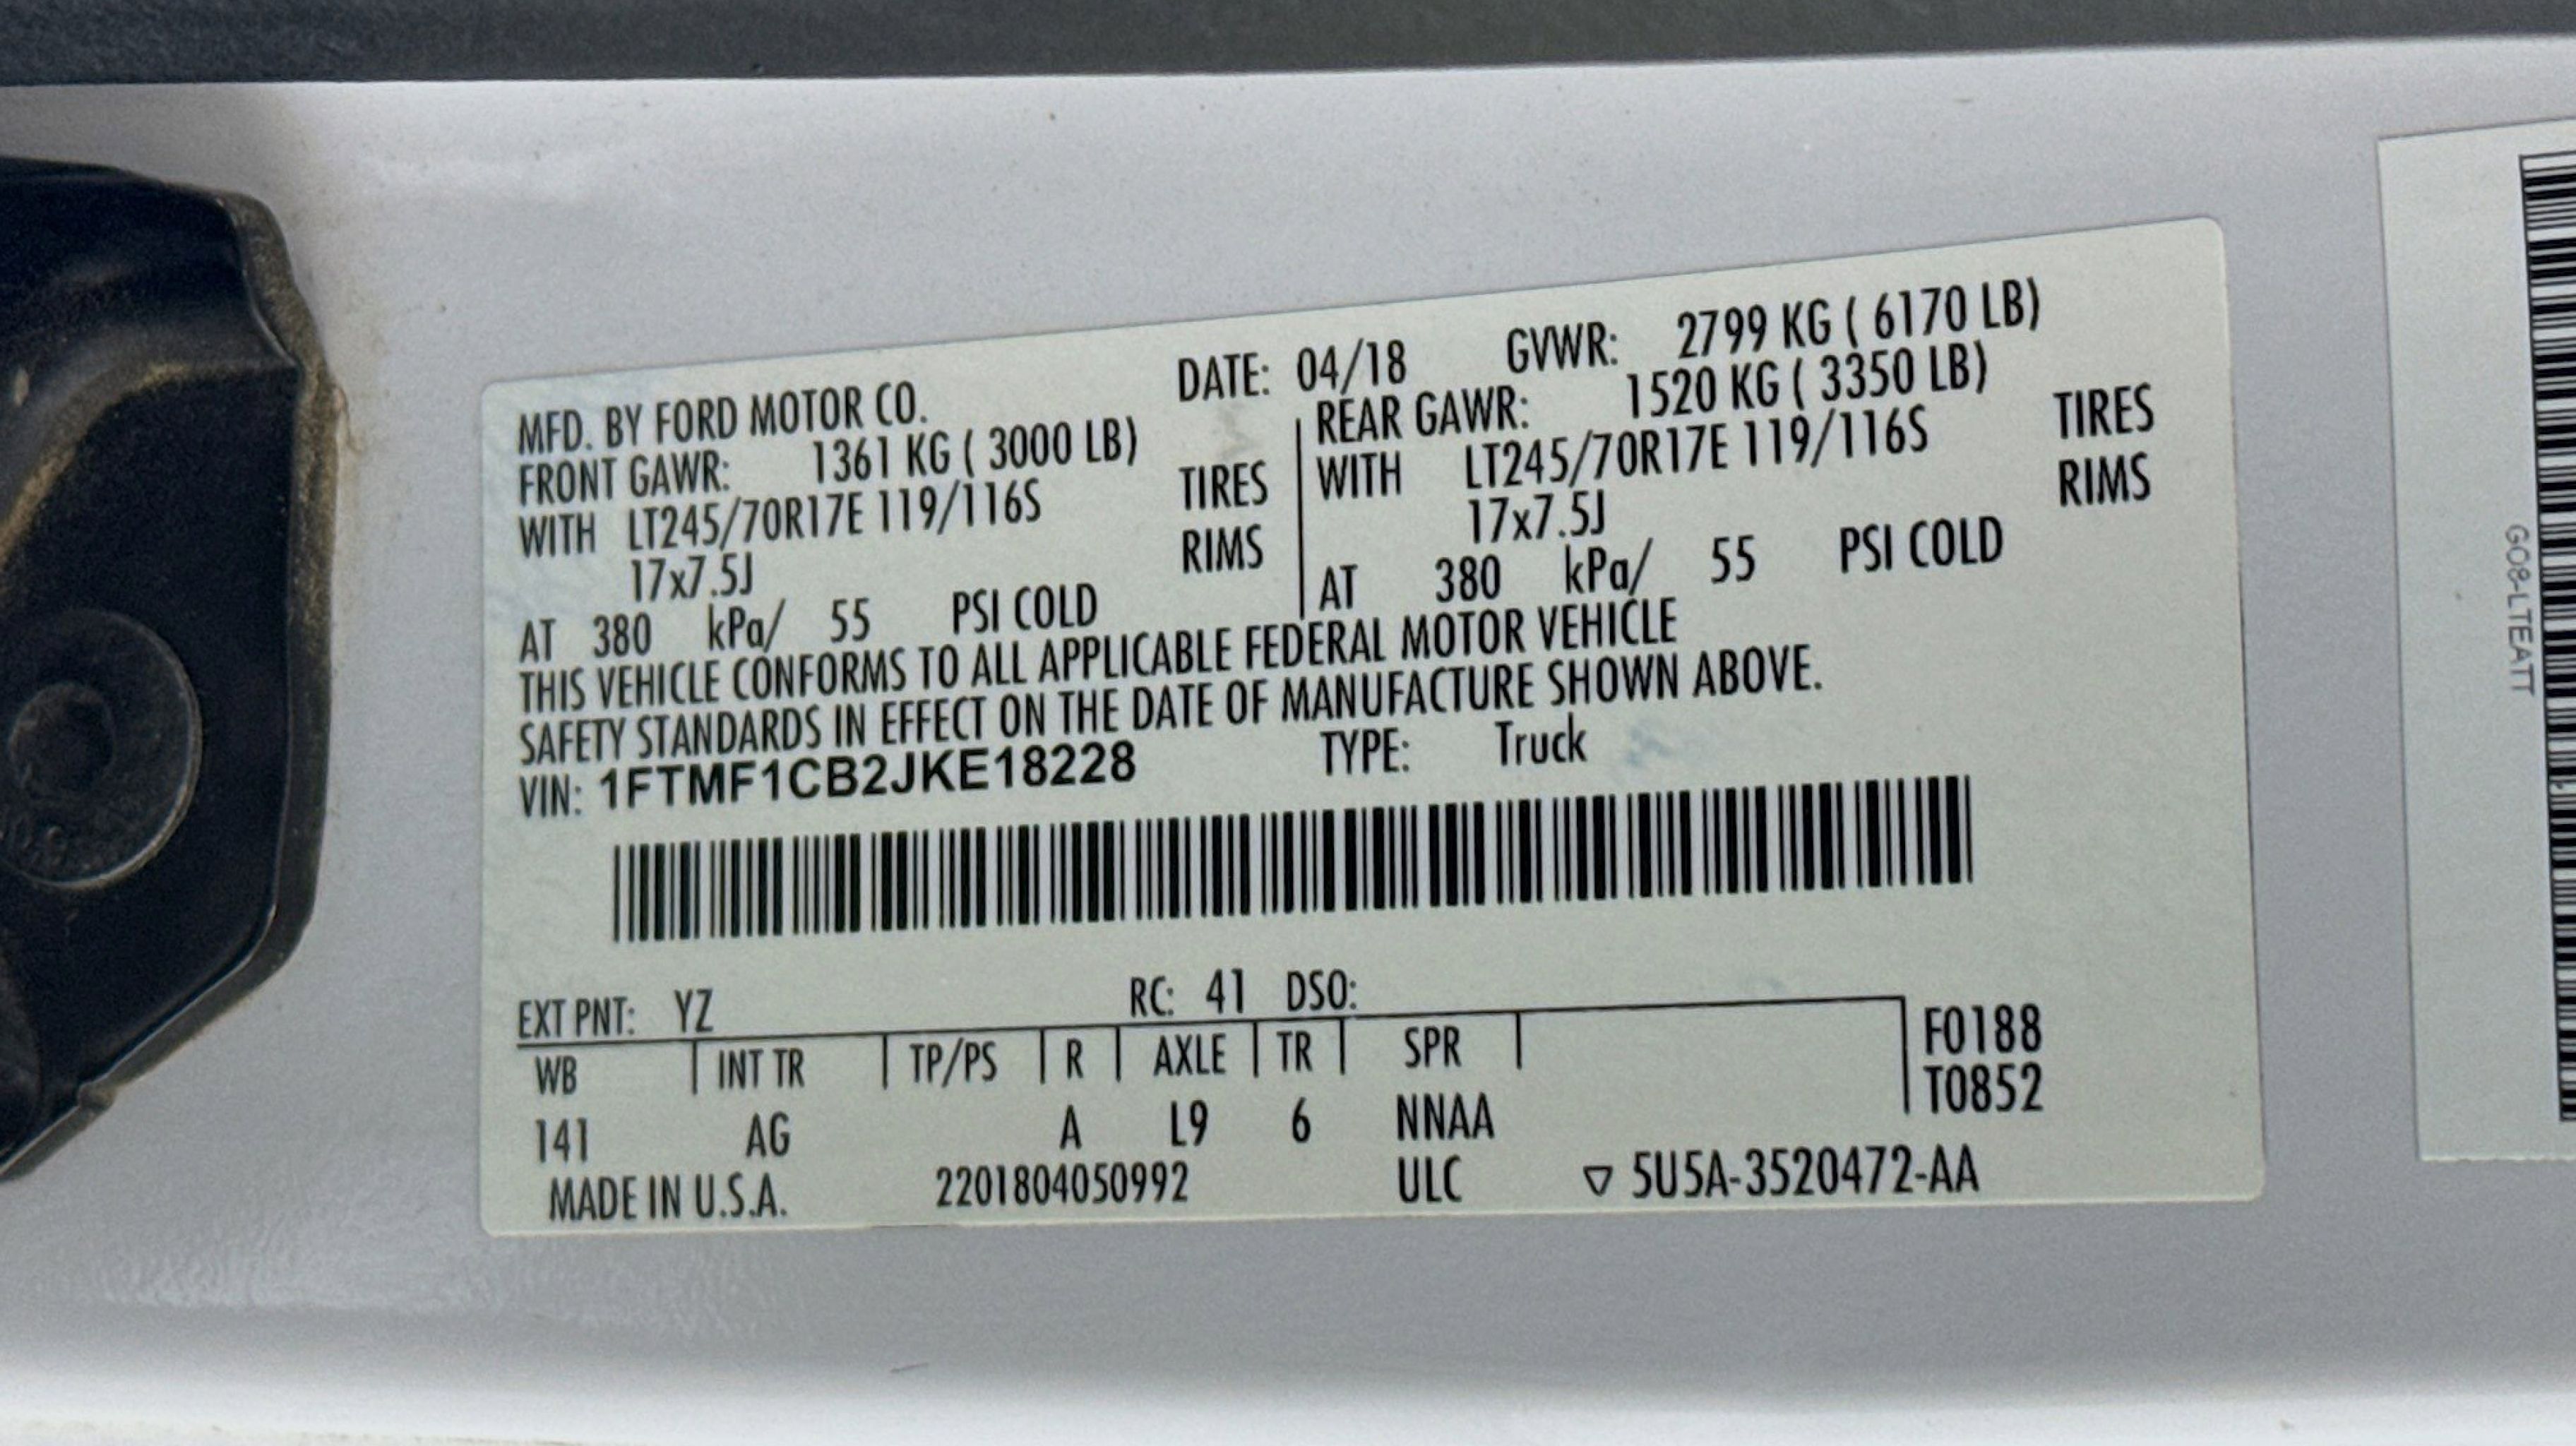 MFD. BY FORD MOTOR CO. DATE: 04/18 GVWR: 2799 KG ( 6170 LB)
FRONT GAWR: 1361 KG ( 3000 LB) REAR GAWR: 1520 KG ( 3350 LB)
WITH LT245/70R17E 119/116S TIRES WITH LT245/70R17E 119/116S TIRES
17x7.5J RIMS 17x7.5J RIMS
AT 380 kPa/ 55 PSI COLD AT 380 kPa/ 55 PSI COLD
THIS VEHICLE CONFORMS TO ALL APPLICABLE FEDERAL MOTOR VEHICLE
SAFETY STANDARDS IN EFFECT ON THE DATE OF MANUFACTURE SHOWN ABOVE.
VIN: 1FTMF1CB2JKE18228 TYPE: Truck
EXT PNT: YZ RC: 41 DSO:
WB INT TR TP/PS R AXLE TR SPR F0188
T0852
141 AG A L9 6 NNAA
MADE IN U.S.A. 2201804050992 ULC ▽ 5U5A-3520472-AA
GO8-LTEATT